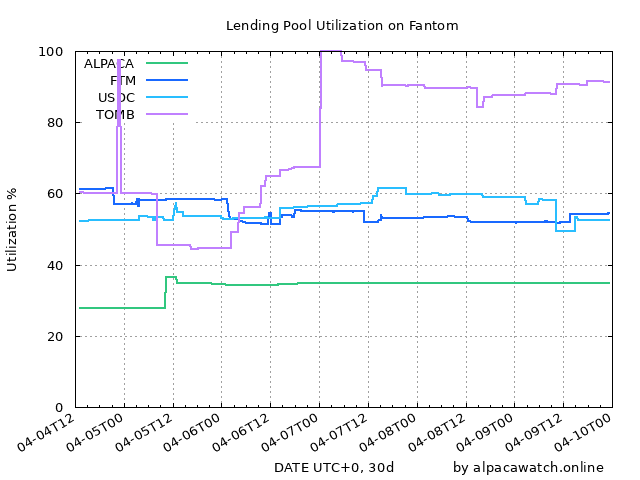 Lending Pool Utilization on Fantom
ALPACA
FTM
USDC
TOMB
Utilization %
100
80
60
40
20
0
04-04T12
04-05T00
04-05T12
04-06T00
04-06T12
04-07T00
04-07T12
04-08T00
04-08T12
04-09T00
04-09T12
04-10T00
DATE UTC+0, 30d
by alpacawatch.online